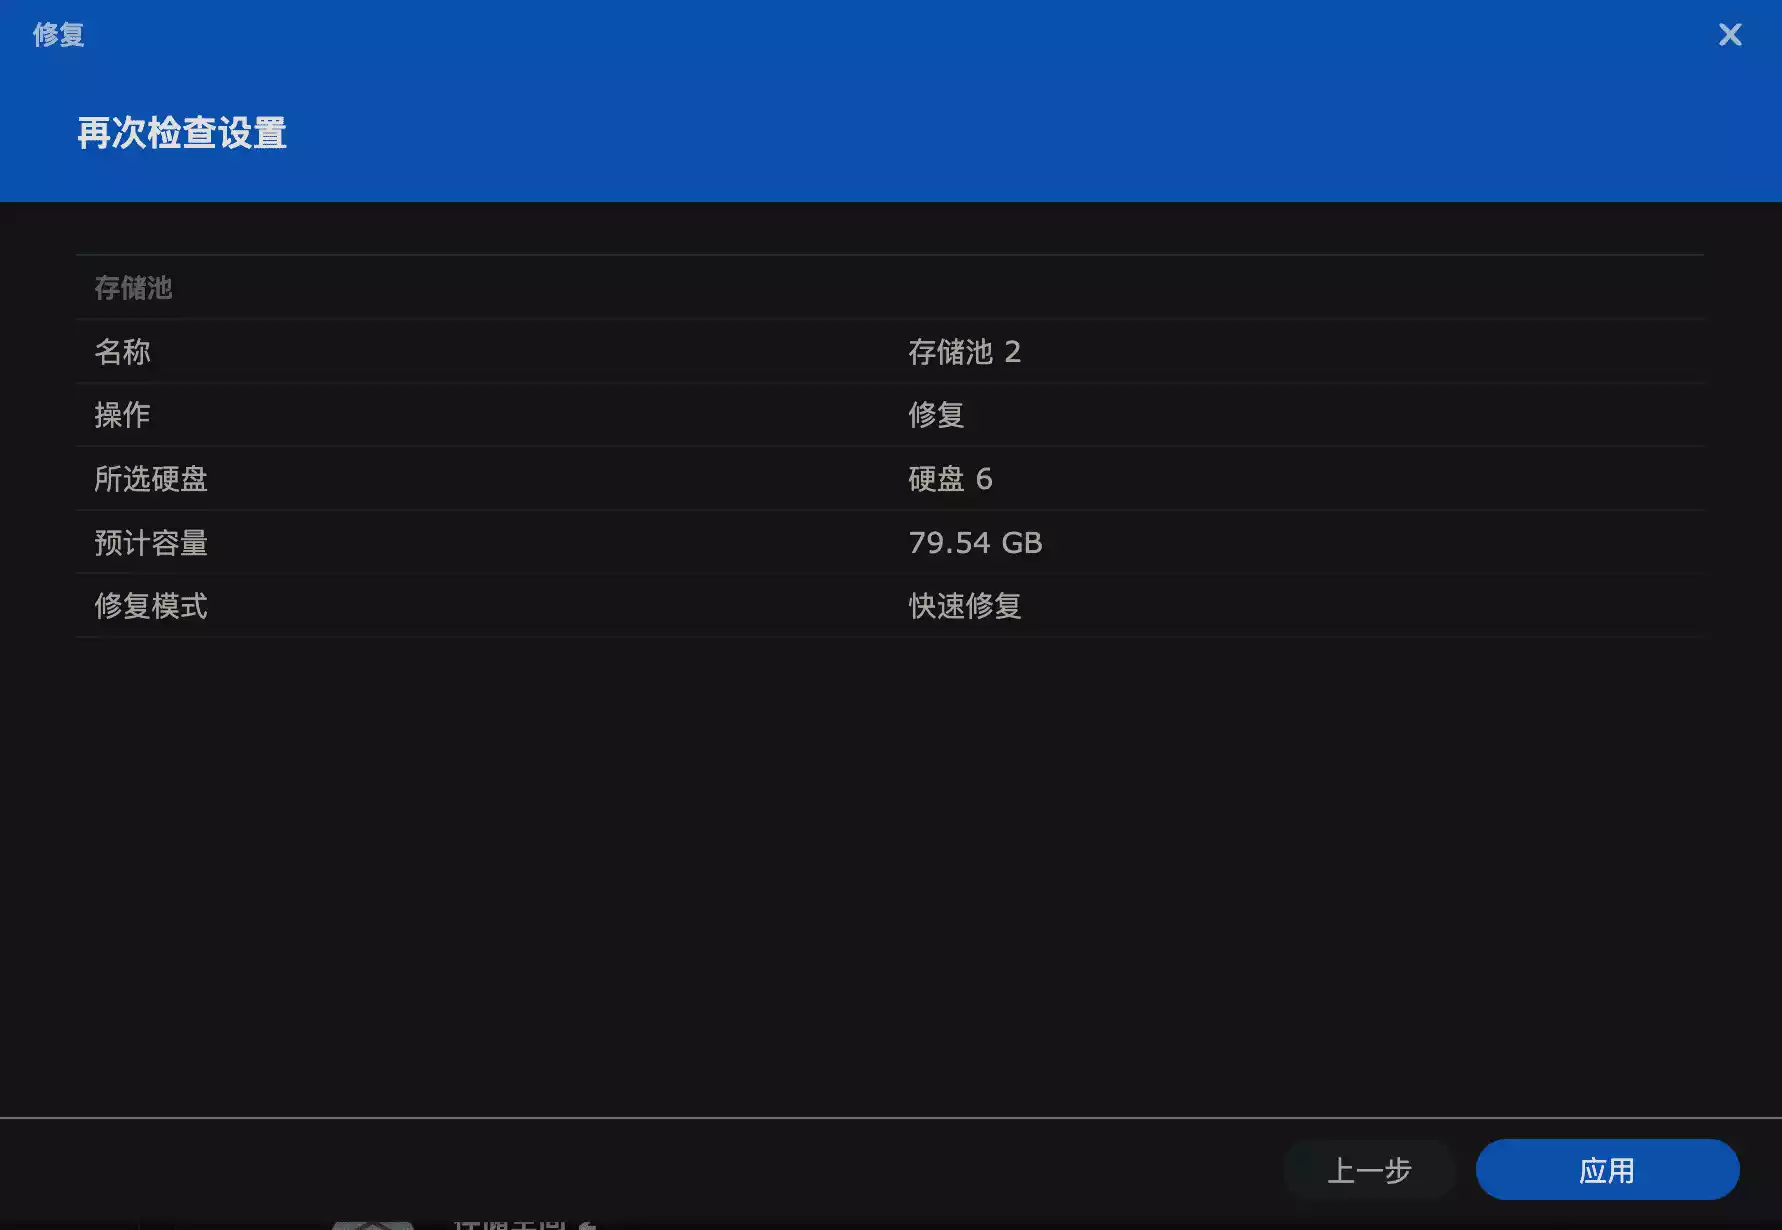 修复
再次检查设置
存储池
名称 存储池 2
操作 修复
所选硬盘 硬盘 6
预计容量 79.54 GB
修复模式 快速修复
上一步 应用